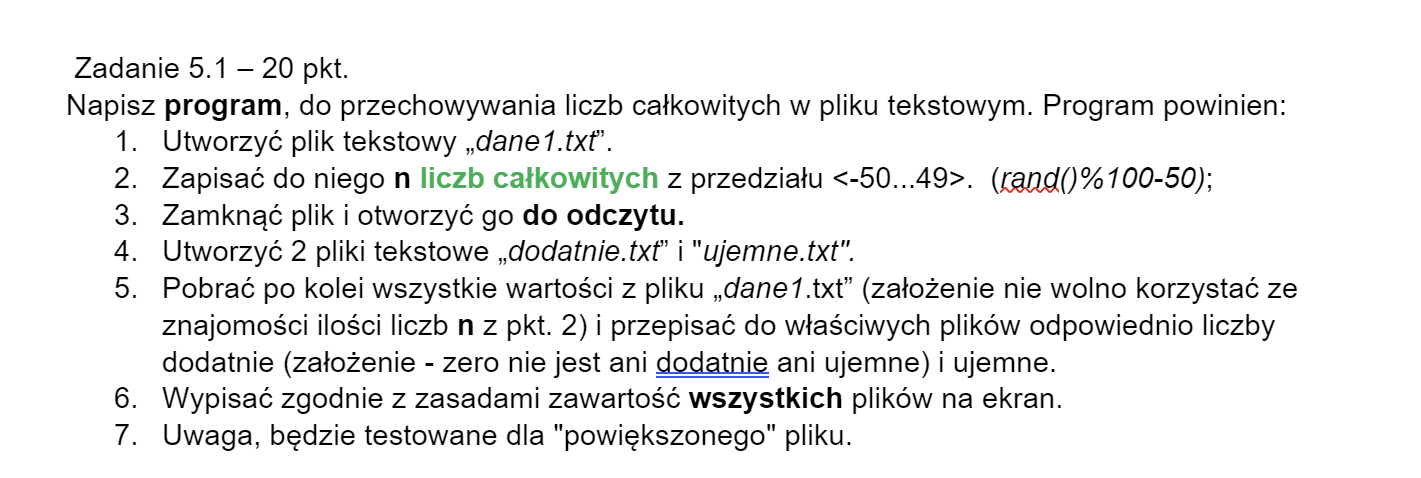 Zadanie 5.1 – 20 pkt.
Napisz program, do przechowywania liczb całkowitych w pliku tekstowym. Program powinien:
1. Utworzyć plik tekstowy „dane1.txt”.
2. Zapisać do niego n liczb całkowitych z przedziału <-50...49>. (rand()%100-50);
3. Zamknąć plik i otworzyć go do odczytu.
4. Utworzyć 2 pliki tekstowe „dodatnie.txt” i "ujemne.txt".
5. Pobrać po kolei wszystkie wartości z pliku „dane1.txt” (założenie nie wolno korzystać ze
znajomości ilości liczb n z pkt. 2) i przepisać do właściwych plików odpowiednio liczby
dodatnie (założenie - zero nie jest ani dodatnie ani ujemne) i ujemne.
6. Wypisać zgodnie z zasadami zawartość wszystkich plików na ekran.
7. Uwaga, będzie testowane dla "powiększonego" pliku.